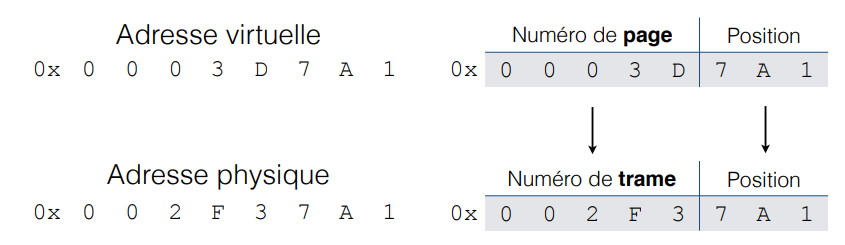 Adresse virtuelle
0x 0 0 0 3 D 7 A 1
Numéro de page Position
0x 0 0 0 3 D 7 A 1
Adresse physique
0x 0 0 2 F 3 7 A 1
Numéro de trame Position
0x 0 0 2 F 3 7 A 1